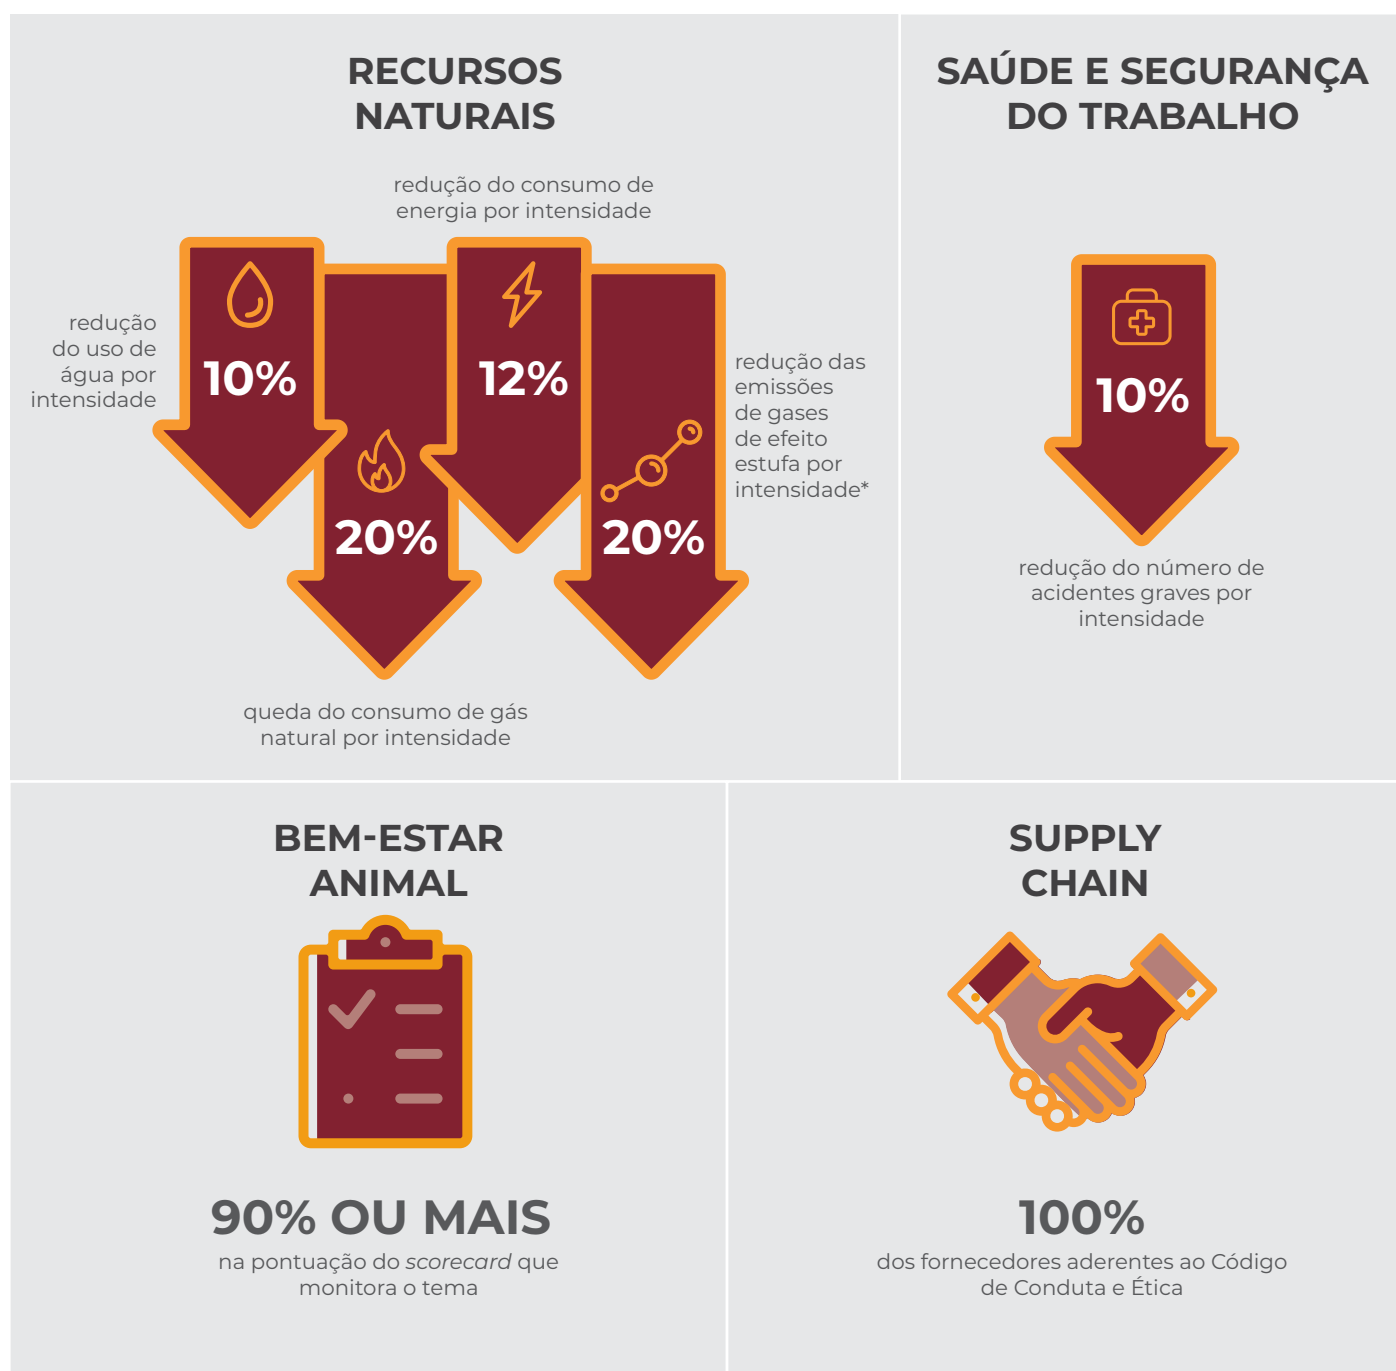 RECURSOS
NATURAIS
redução do consumo de
energia por intensidade
redução
do uso de
água por
intensidade
10%
12%
20%
20%
redução das
emissões
de gases
de efeito
estufa por
intensidade*
queda do consumo de gás
natural por intensidade
SAÚDE E SEGURANÇA
DO TRABALHO
10%
redução do número de
acidentes graves por
intensidade
BEM-ESTAR
ANIMAL
90% OU MAIS
na pontuação do scorecard que
monitora o tema
SUPPLY
CHAIN
100%
dos fornecedores aderentes ao Código
de Conduta e Ética